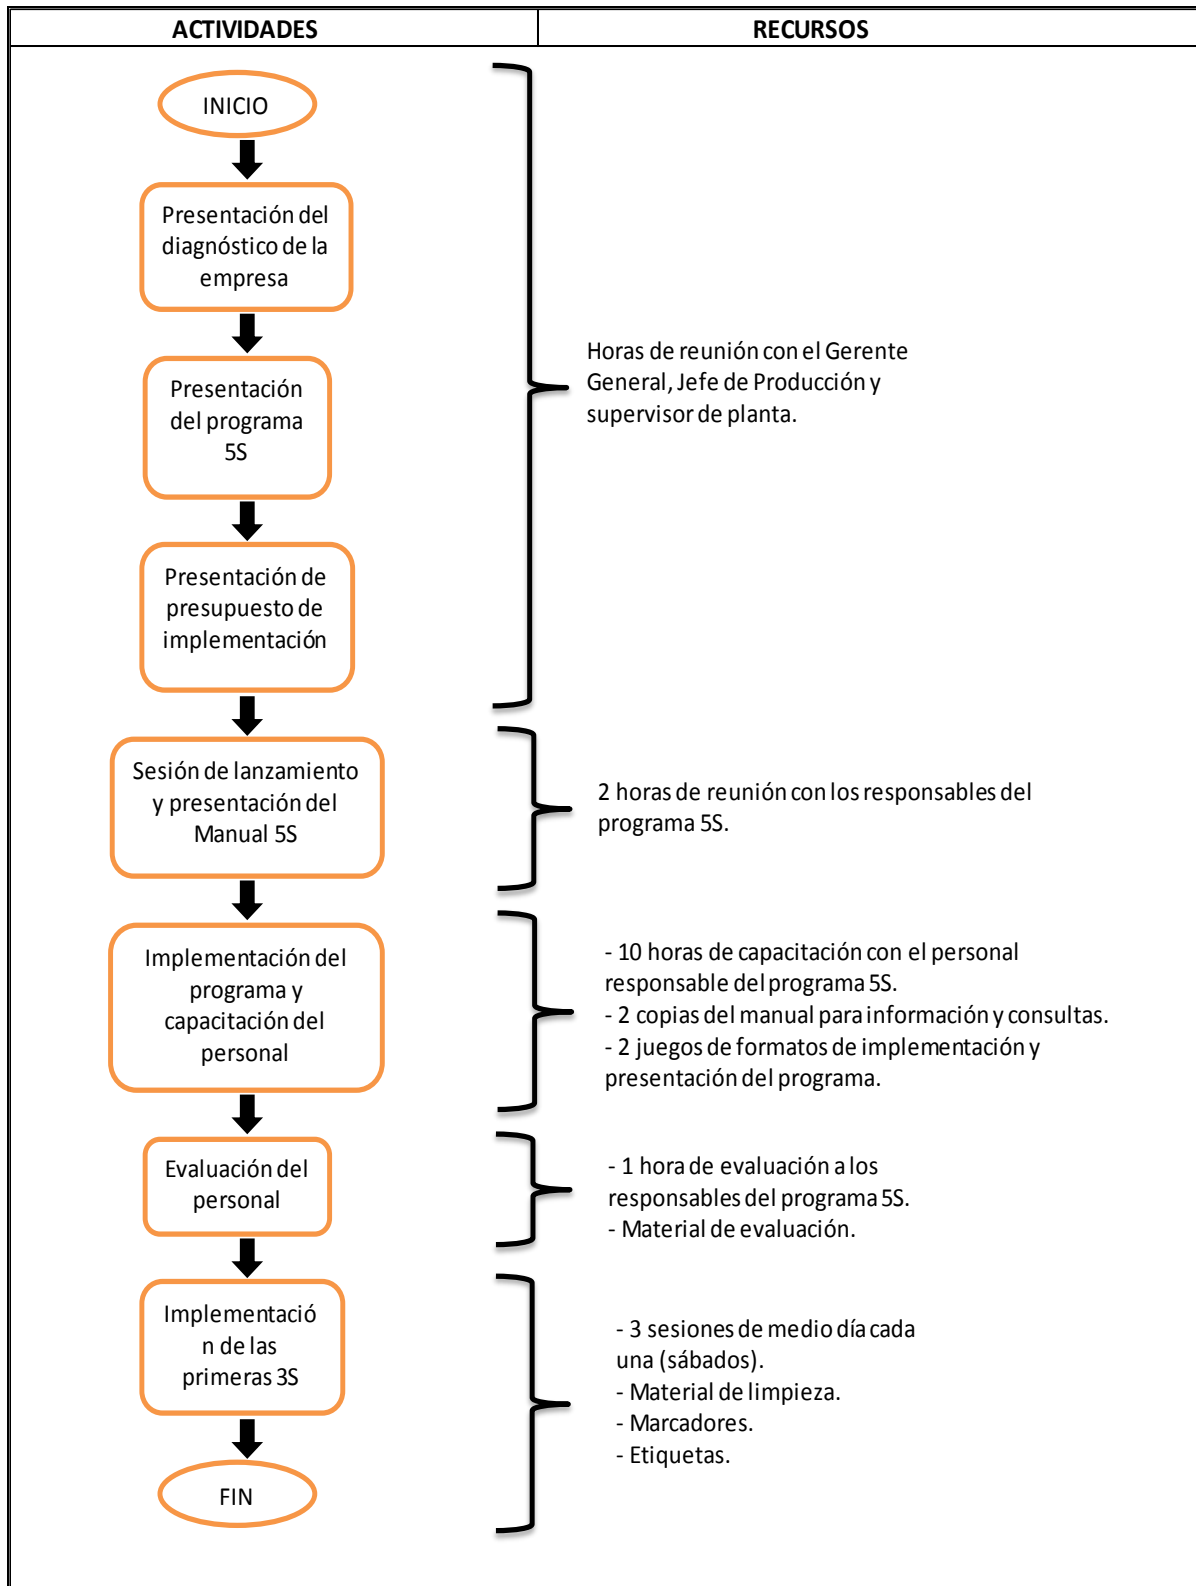 ACTIVIDADES
RECURSOS
INICIO
Presentación del
diagnóstico de la
empresa
Presentación
del programa
5S
Presentación de
presupuesto de
implementación
Horas de reunión con el Gerente
General, Jefe de Producción y
supervisor de planta.
Sesión de lanzamiento
y presentación del
Manual 5S
2 horas de reunión con los responsables del
programa 5S.
Implementación del
programa y
capacitación del
personal
- 10 horas de capacitación con el personal
responsable del programa 5S.
- 2 copias del manual para información y consultas.
- 2 juegos de formatos de implementación y
presentación del programa.
Evaluación del
personal
- 1 hora de evaluación a los
responsables del programa 5S.
- Material de evaluación.
Implementació
n de las
primeras 3S
- 3 sesiones de medio día cada
una (sábados).
- Material de limpieza.
- Marcadores.
- Etiquetas.
FIN